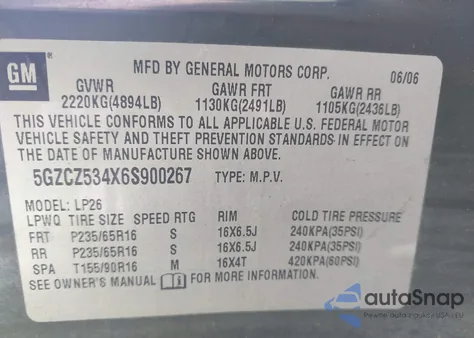 GM
MFD BY GENERAL MOTORS CORP. 06/06
GVWR GAWR FRT GAWR RR
2220KG(4894LB) 1130KG(2491LB) 1105KG(2436LB)
THIS VEHICLE CONFORMS TO ALL APPLICABLE U.S. FEDERAL MOTOR
VEHICLE SAFETY AND THEFT PREVENTION STANDARDS IN EFFECT ON
THE DATE OF MANUFACTURE SHOWN ABOVE.
5GZCZ534X6S900267 TYPE: M.P.V.
MODEL: LP26
LPWQ TIRE SIZE SPEED RTG RIM COLD TIRE PRESSURE
FRT P235/65R16 S 16X6.5J 240KPA(35PSI)
RR P235/65R16 S 16X6.5J 240KPA(35PSI)
SPA T155/90R16 M 16X4T 420KPA(60PSI)
SEE OWNER'S MANUAL FOR MORE INFORMATION.
autoSnap